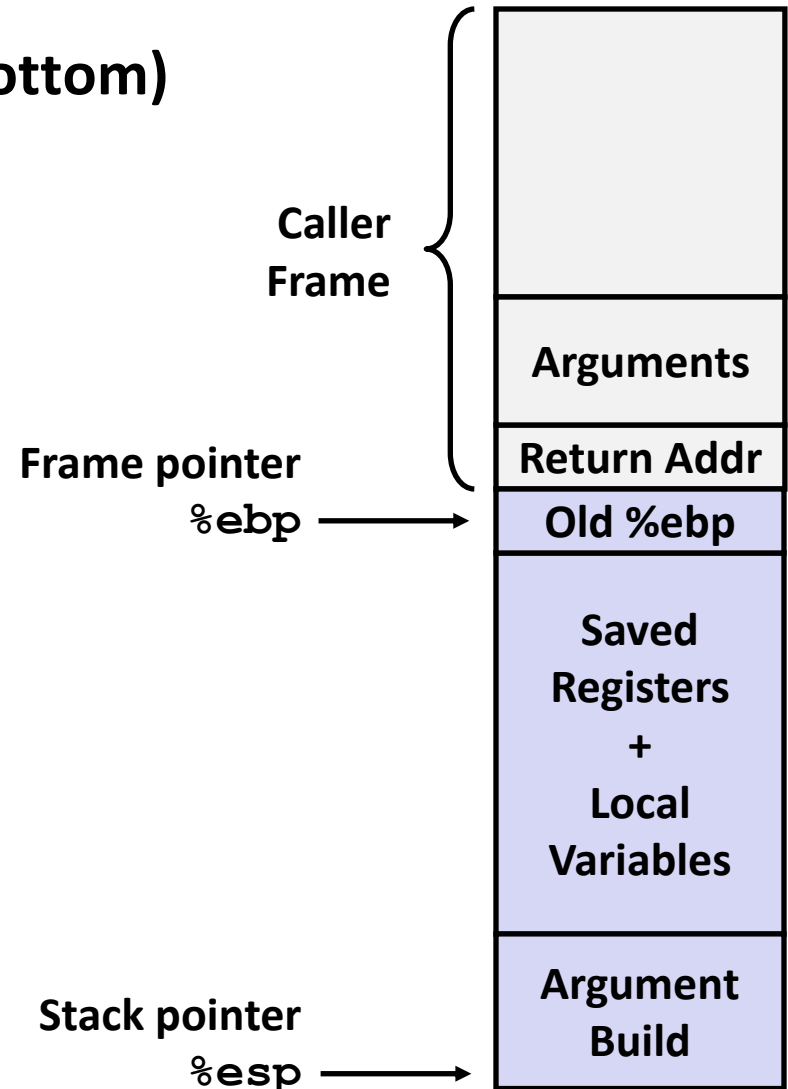 ottom)
Caller
Frame
Arguments
Return Addr
Frame pointer
%ebp
Old %ebp
Saved
Registers
+
Local
Variables
Argument
Build
Stack pointer
%esp